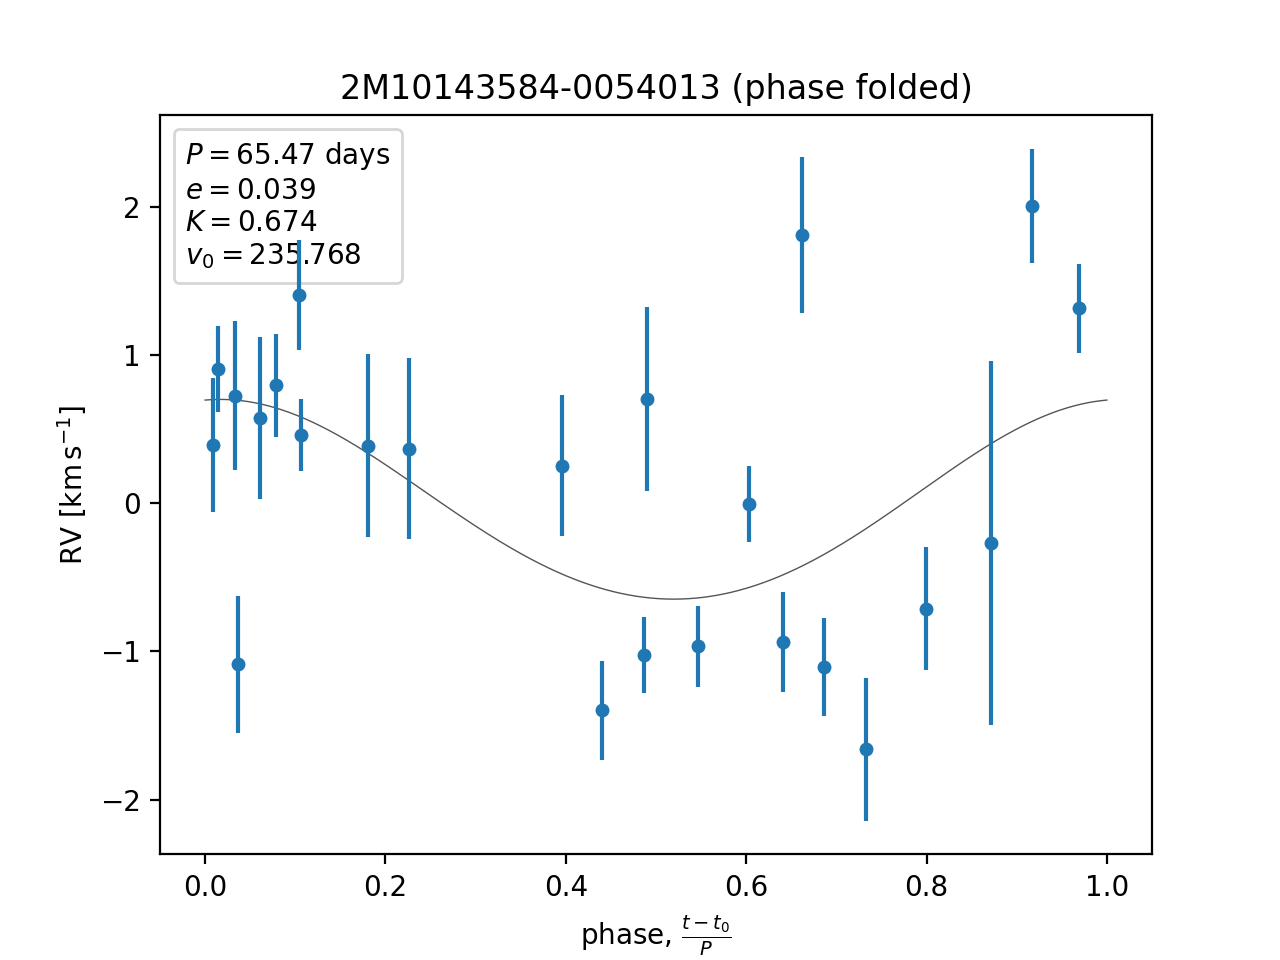 2M10143584-0054013 (phase folded)
P = 65.47 days
e = 0.039
K = 0.674
v₀ = 235.768
2
1
0
−1
−2
RV [km s⁻¹]
0.0 0.2 0.4 0.6 0.8 1.0
phase, (t − t₀)/P